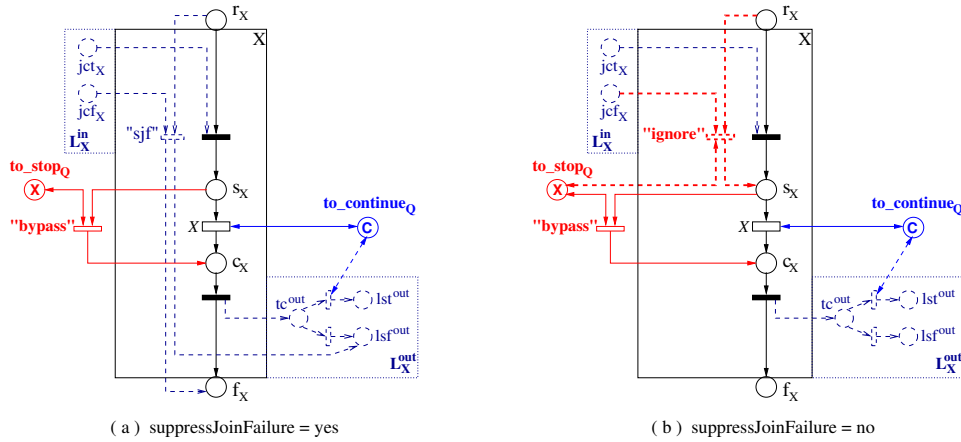 r_X
X
jct_X
jcf_X
"sjf"
L_X^in
to_stop_Q
X
s_X
"bypass"
X
to_continue_Q
C
c_X
tc^out
lst^out
lsf^out
L_X^out
f_X
( a ) suppressJoinFailure = yes
r_X
X
jct_X
jcf_X
"ignore"
L_X^in
to_stop_Q
X
s_X
"bypass"
X
to_continue_Q
C
c_X
tc^out
lst^out
lsf^out
L_X^out
f_X
( b ) suppressJoinFailure = no